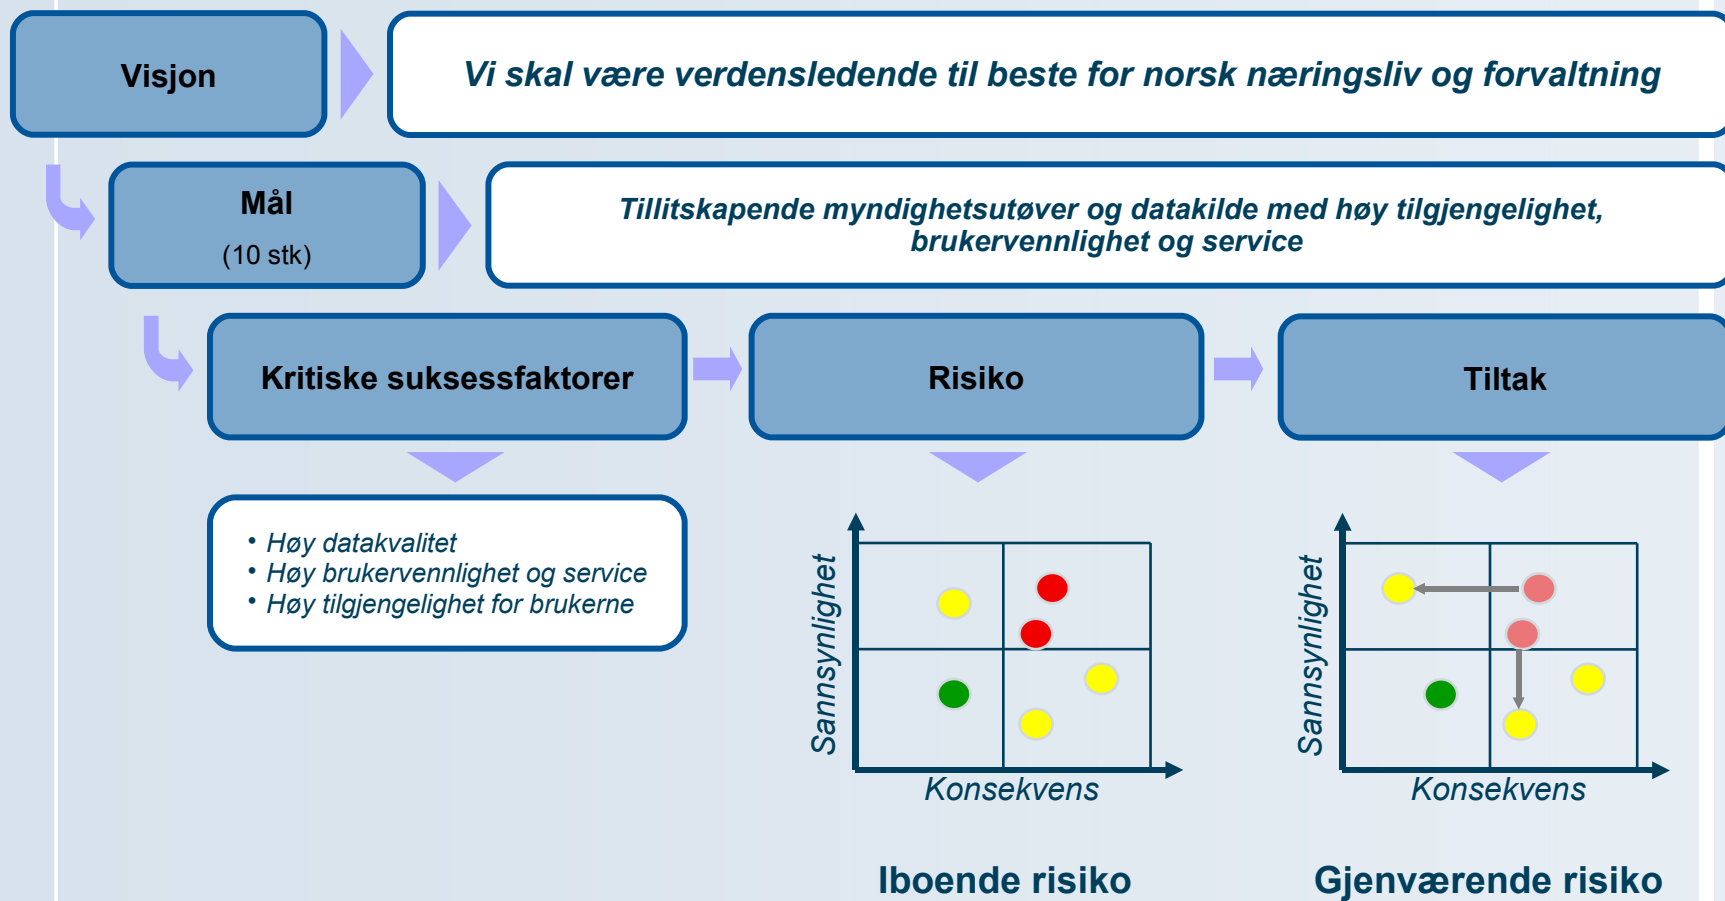 Visjon
Vi skal være verdensledende til beste for norsk næringsliv og forvaltning
Mål
(10 stk)
Tillitskapende myndighetsutøver og datakilde med høy tilgjengelighet,
brukervennlighet og service
Kritiske suksessfaktorer
Risiko
Tiltak
• Høy datakvalitet
• Høy brukervennlighet og service
• Høy tilgjengelighet for brukerne
Sannsynlighet
Konsekvens
Iboende risiko
Sannsynlighet
Konsekvens
Gjenværende risiko